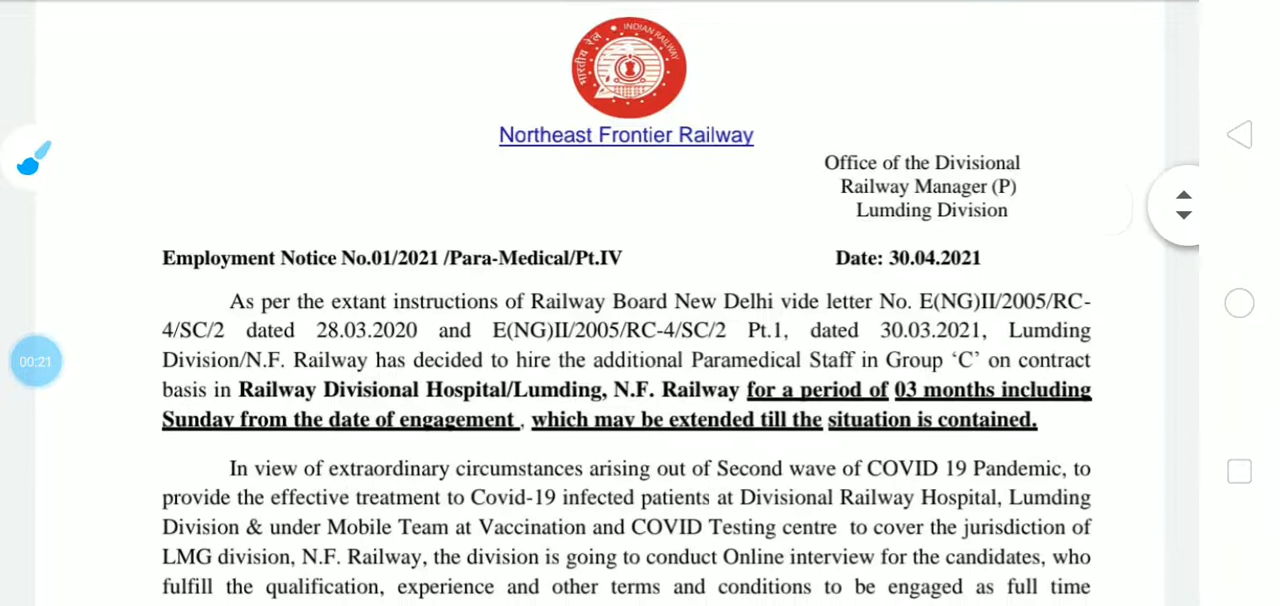 INDIAN RAILWAY
भारतीय रेल
Northeast Frontier Railway
Office of the Divisional
Railway Manager (P)
Lumding Division
Employment Notice No.01/2021 /Para-Medical/Pt.IV Date: 30.04.2021
As per the extant instructions of Railway Board New Delhi vide letter No. E(NG)II/2005/RC-
4/SC/2 dated 28.03.2020 and E(NG)II/2005/RC-4/SC/2 Pt.1, dated 30.03.2021, Lumding
Division/N.F. Railway has decided to hire the additional Paramedical Staff in Group ‘C’ on contract
basis in Railway Divisional Hospital/Lumding, N.F. Railway for a period of 03 months including
Sunday from the date of engagement , which may be extended till the situation is contained.
In view of extraordinary circumstances arising out of Second wave of COVID 19 Pandemic, to
provide the effective treatment to Covid-19 infected patients at Divisional Railway Hospital, Lumding
Division & under Mobile Team at Vaccination and COVID Testing centre to cover the jurisdiction of
LMG division, N.F. Railway, the division is going to conduct Online interview for the candidates, who
fulfill the qualification, experience and other terms and conditions to be engaged as full time
00:21